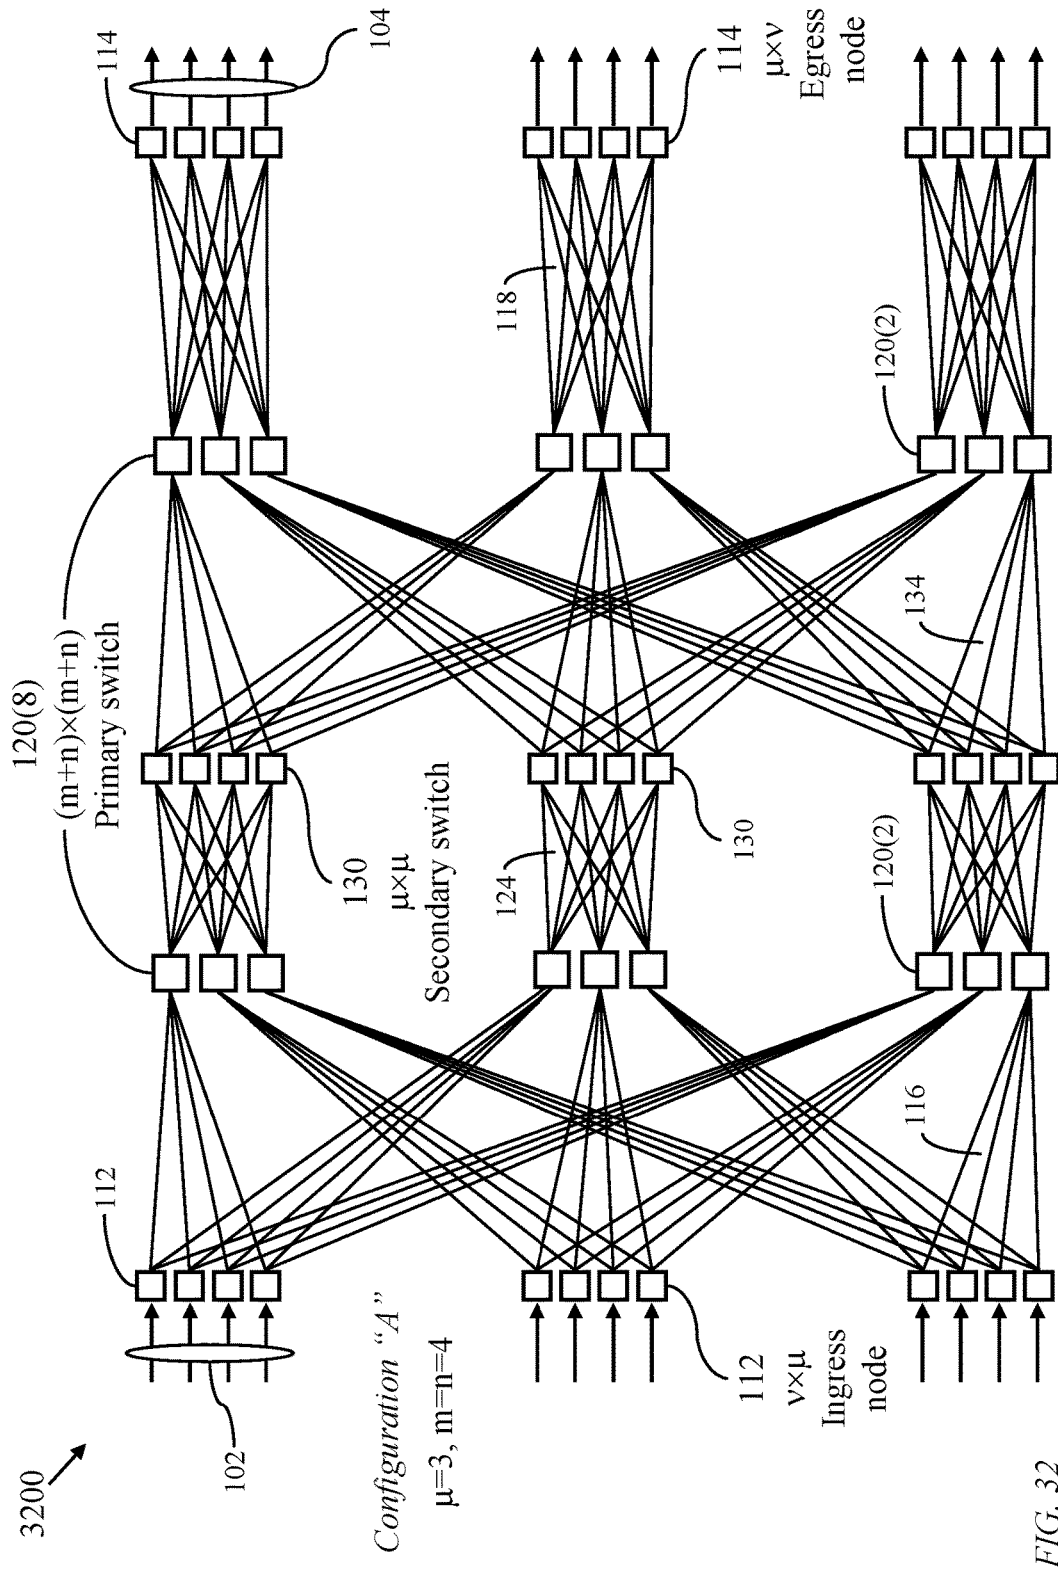 3200
102
112
Configuration “A”
μ=3, m=n=4
112
ν×μ
Ingress
node
116
120(8)
(m+n)×(m+n)
Primary switch
130
μ×μ
Secondary switch
124
130
120(2)
134
118
120(2)
114
104
114
μ×ν
Egress
node
FIG. 32